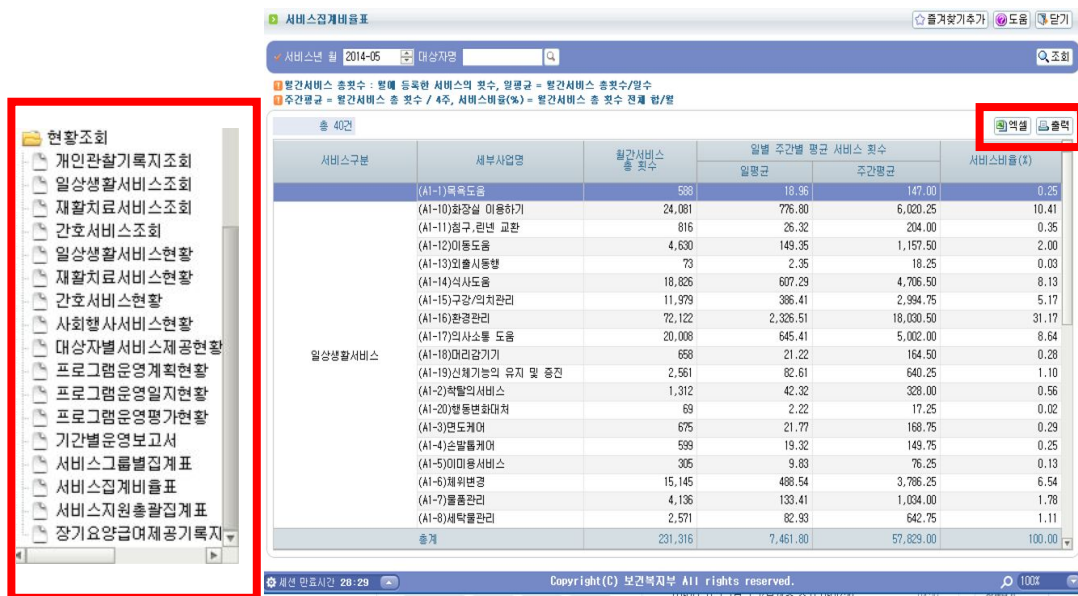 현황조회
개인관찰기록지조회
일상생활서비스조회
재활치료서비스조회
간호서비스조회
일상생활서비스현황
재활치료서비스현황
간호서비스현황
사회행사서비스현황
대상자별서비스제공현황
프로그램운영계획현황
프로그램운영일지현황
프로그램운영평가현황
기간별운영보고서
서비스그룹별집계표
서비스집계비율표
서비스지원총괄집계표
장기요양급여제공기록지
서비스집계비율표 즐겨찾기추가 도움 닫기
서비스년 월 2014-05 대상자명 조회
월간서비스 총횟수 : 월에 등록한 서비스의 횟수, 일평균 = 월간서비스 총횟수/일수
주간평균 = 월간서비스 총 횟수 / 4주, 서비스비율(%) = 월간서비스 총 횟수 전체 합/월
총 40건 엑셀 출력
서비스구분 세부사업명 월간서비스 총 횟수 일별 주간별 평균 서비스 횟수 서비스비율(%)
일평균 주간평균
(A1-1)목욕도움 588 18.96 147.00 0.25
(A1-10)화장실 이용하기 24,081 776.80 6,020.25 10.41
(A1-11)침구,린넨 교환 816 26.32 204.00 0.35
(A1-12)이동도움 4,630 149.35 1,157.50 2.00
(A1-13)외출시동행 73 2.35 18.25 0.03
(A1-14)식사도움 18,826 607.29 4,706.50 8.13
(A1-15)구강/의치관리 11,979 386.41 2,994.75 5.17
(A1-16)환경관리 72,122 2,326.51 18,030.50 31.17
(A1-17)의사소통 도움 20,008 645.41 5,002.00 8.64
일상생활서비스 (A1-18)머리감기기 658 21.22 164.50 0.28
(A1-19)신체기능의 유지 및 증진 2,561 82.61 640.25 1.10
(A1-2)착탈의서비스 1,312 42.32 328.00 0.56
(A1-20)행동변화대처 69 2.22 17.25 0.02
(A1-3)면도케어 675 21.77 168.75 0.29
(A1-4)손발톱케어 599 19.32 149.75 0.25
(A1-5)이미용서비스 305 9.83 76.25 0.13
(A1-6)체위변경 15,145 488.54 3,786.25 6.54
(A1-7)물품관리 4,136 133.41 1,034.00 1.78
(A1-8)세탁물관리 2,571 82.93 642.75 1.11
총계 231,316 7,461.80 57,829.00 100.00
세션 만료시간 28:29 Copyright(C) 보건복지부 All rights reserved. 100%